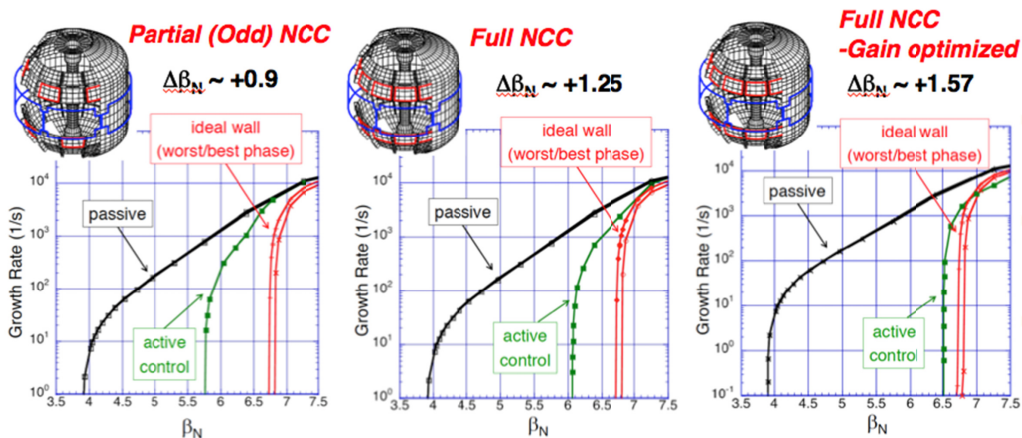 Partial (Odd) NCC
ΔβN ~ +0.9
ideal wall
(worst/best phase)
passive
active
control
Growth Rate (1/s)
10⁴
10³
10²
10¹
10⁰
3.5 4 4.5 5 5.5 6 6.5 7 7.5
βN
Full NCC
ΔβN ~ +1.25
ideal wall
(worst/best phase)
passive
active
control
Growth Rate (1/s)
10⁴
10³
10²
10¹
10⁰
3.5 4 4.5 5 5.5 6 6.5 7 7.5
βN
Full NCC
-Gain optimized
ΔβN ~ +1.57
ideal wall
(worst/best phase)
passive
active
control
Growth Rate (1/s)
10⁴
10³
10²
10¹
10⁰
10⁻¹
3.5 4 4.5 5 5.5 6 6.5 7 7.5
βN